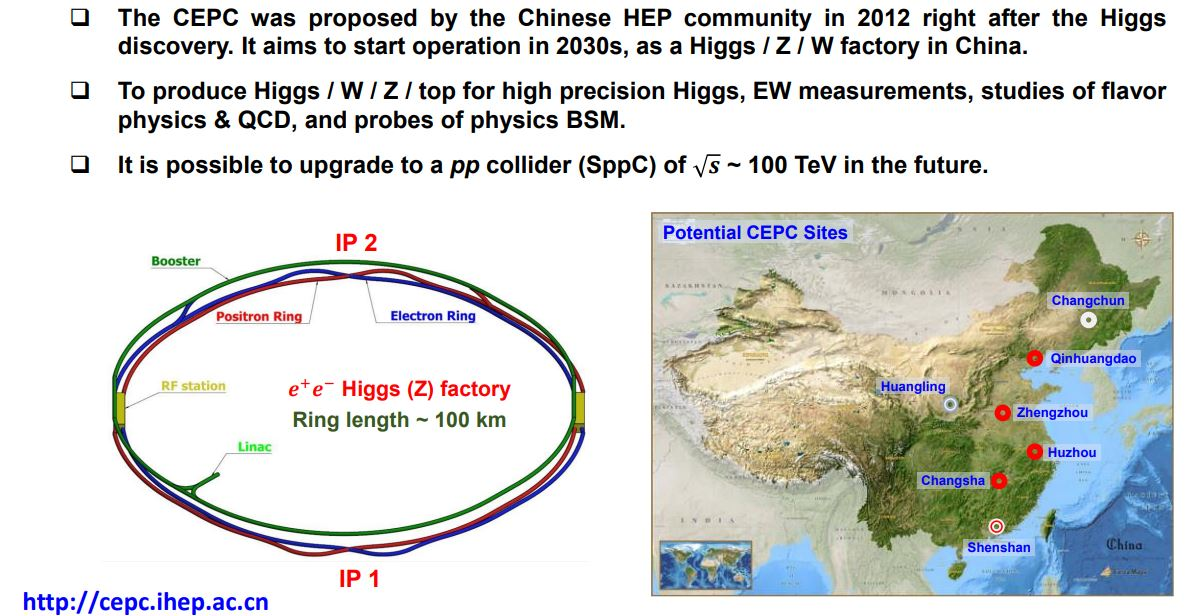 The CEPC was proposed by the Chinese HEP community in 2012 right after the Higgs
discovery. It aims to start operation in 2030s, as a Higgs / Z / W factory in China.
To produce Higgs / W / Z / top for high precision Higgs, EW measurements, studies of flavor
physics & QCD, and probes of physics BSM.
It is possible to upgrade to a pp collider (SppC) of √s ~ 100 TeV in the future.
IP 2
Booster
Positron Ring
Electron Ring
RF station
e⁺e⁻ Higgs (Z) factory
Ring length ~ 100 km
Linac
IP 1
http://cepc.ihep.ac.cn
Potential CEPC Sites
KAZAKHSTAN
MONGOLIA
Changchun
Qinhuangdao
Huangling
Zhengzhou
Huzhou
Changsha
INDIA
Shenshan
China